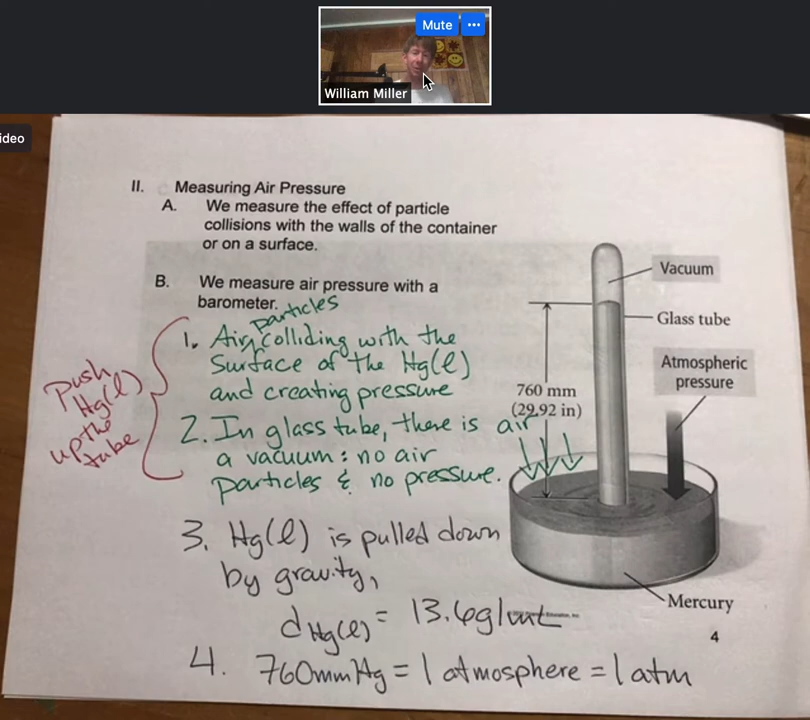 Mute
...
William Miller
ideo
II. Measuring Air Pressure
A. We measure the effect of particle
collisions with the walls of the container
or on a surface.
B. We measure air pressure with a
barometer.
particles
1. Air, colliding with the
Surface of the Hg(l)
and creating pressure
2. In glass tube, there is
a vacuum: no air
particles & no pressure.
push
Hg(l)
up the
tube
3. Hg(l) is pulled down
by gravity,
dHg(l) = 13.6g/mL
4. 760mmHg = 1 atmosphere = 1 atm
Vacuum
Glass tube
Atmospheric
pressure
760 mm
(29.92 in)
air
Mercury
4